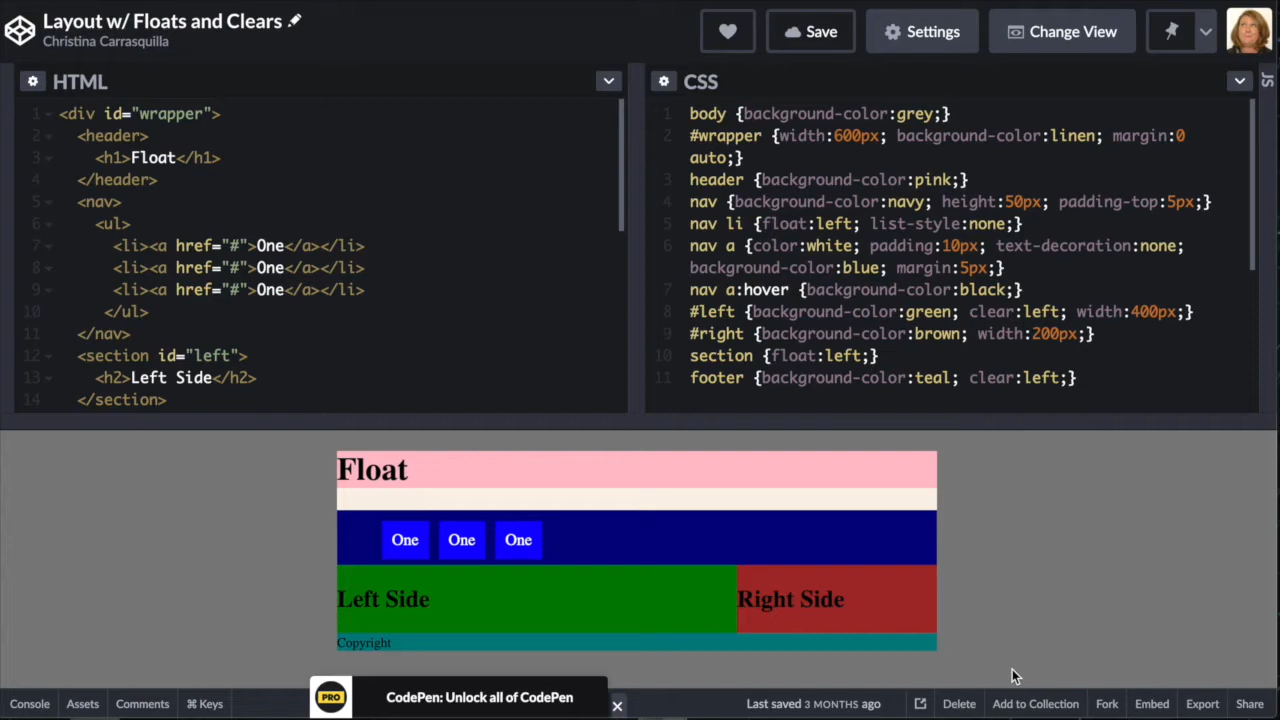 Layout w/ Floats and Clears
Christina Carrasquilla
Save
Settings
Change View
HTML
1 <div id="wrapper">
2 <header>
3 <h1>Float</h1>
4 </header>
5 <nav>
6 <ul>
7 <li><a href="#">One</a></li>
8 <li><a href="#">One</a></li>
9 <li><a href="#">One</a></li>
10 </ul>
11 </nav>
12 <section id="left">
13 <h2>Left Side</h2>
14 </section>
CSS
1 body {background-color:grey;}
2 #wrapper {width:600px; background-color:linen; margin:0
auto;}
3 header {background-color:pink;}
4 nav {background-color:navy; height:50px; padding-top:5px;}
5 nav li {float:left; list-style:none;}
6 nav a {color:white; padding:10px; text-decoration:none;
background-color:blue; margin:5px;}
7 nav a:hover {background-color:black;}
8 #left {background-color:green; clear:left; width:400px;}
9 #right {background-color:brown; width:200px;}
10 section {float:left;}
11 footer {background-color:teal; clear:left;}
JS
Float
One One One
Left Side Right Side
Copyright
PRO CodePen: Unlock all of CodePen
Console Assets Comments ⌘ Keys Last saved 3 MONTHS ago Delete Add to Collection Fork Embed Export Share